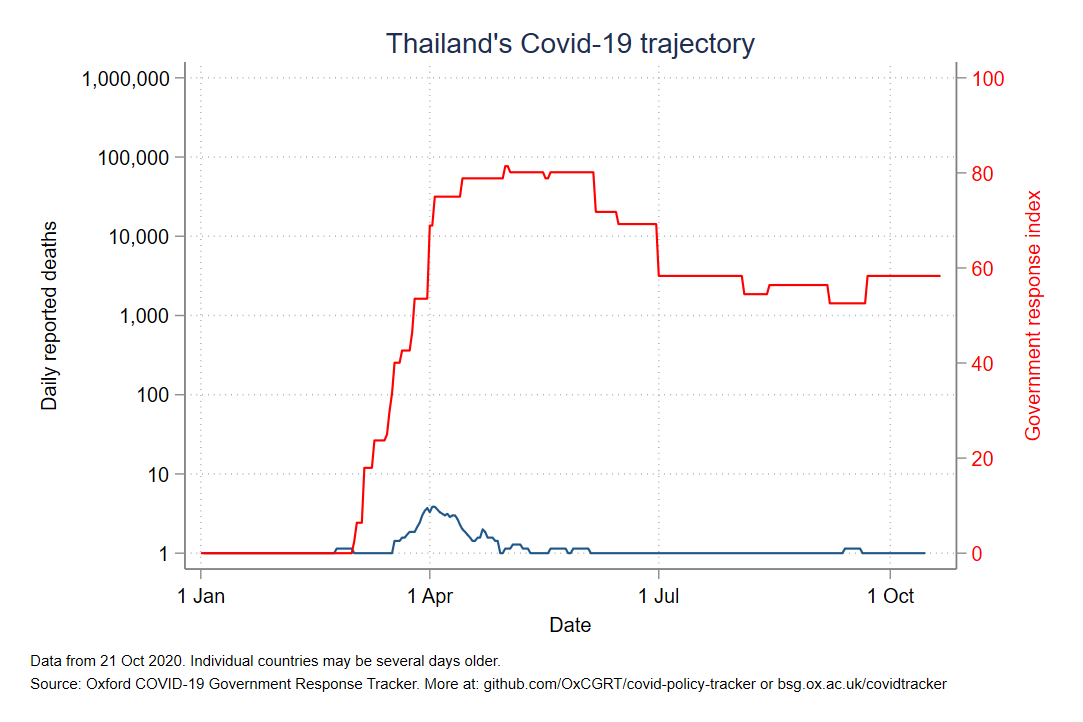 Thailand's Covid-19 trajectory
1,000,000
100,000
10,000
1,000
100
10
1
Daily reported deaths
100
80
60
40
20
0
Government response index
1 Jan
1 Apr
1 Jul
1 Oct
Date
Data from 21 Oct 2020. Individual countries may be several days older.
Source: Oxford COVID-19 Government Response Tracker. More at: github.com/OxCGRT/covid-policy-tracker or bsg.ox.ac.uk/covidtracker